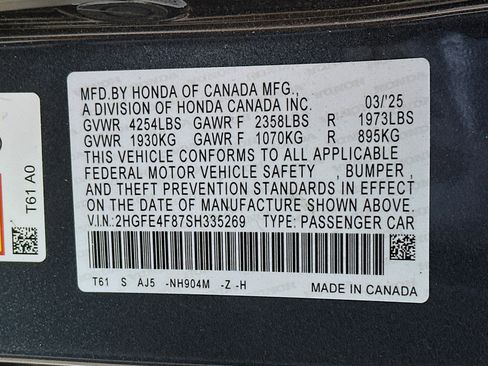 MFD.BY HONDA OF CANADA MFG.,
A DIVISION OF HONDA CANADA INC. 03/'25
GVWR 4254LBS GAWR F 2358LBS R 1973LBS
GVWR 1930KG GAWR F 1070KG R 895KG
THIS VEHICLE CONFORMS TO ALL APPLICABLE
FEDERAL MOTOR VEHICLE SAFETY , BUMPER,
AND THEFT PREVENTION STANDARDS IN EFFECT
ON THE DATE OF MANUFACTURE SHOWN ABOVE.
V.I.N:2HGFE4F87SH335269 TYPE: PASSENGER CAR
T61 S AJ5 -NH904M -Z -H
MADE IN CANADA
T61 A0